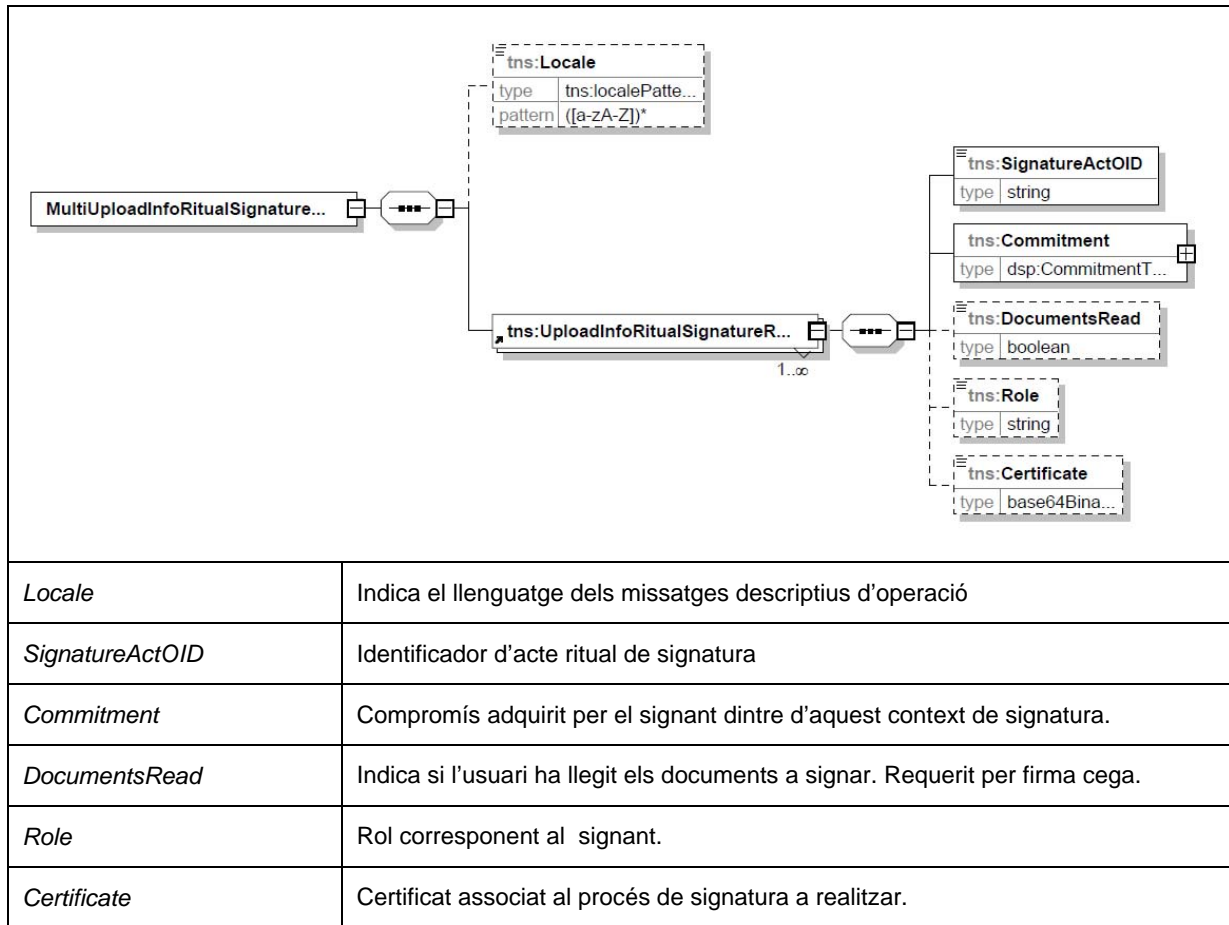 tns:Locale
type tns:localePatte...
pattern ([a-zA-Z])*
MultiUploadInfoRitualSignature...
tns:UploadInfoRitualSignatureR...
1..∞
tns:SignatureActOID
type string
tns:Commitment
type dsp:CommitmentT...
tns:DocumentsRead
type boolean
tns:Role
type string
tns:Certificate
type base64Bina...
Locale Indica el llenguatge dels missatges descriptius d'operació
SignatureActOID Identificador d'acte ritual de signatura
Commitment Compromís adquirit per el signant dintre d'aquest context de signatura.
DocumentsRead Indica si l'usuari ha llegit els documents a signar. Requerit per firma cega.
Role Rol corresponent al signant.
Certificate Certificat associat al procés de signatura a realitzar.